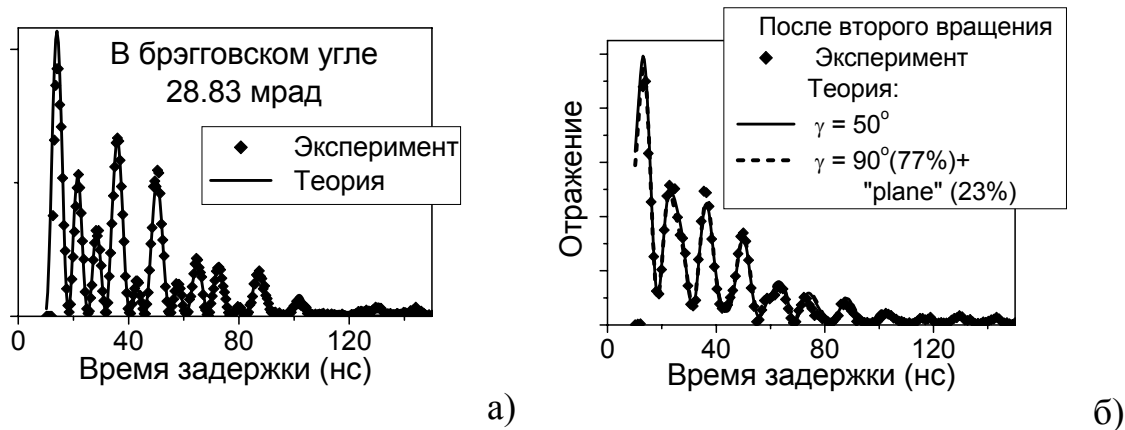 В брэгговском угле
28.83 мрад
Эксперимент
Теория
0 40 80 120
Время задержки (нс)
а)
После второго вращения
Эксперимент
Теория:
γ = 50°
γ = 90°(77%)+
"plane" (23%)
Отражение
0 40 80 120
Время задержки (нс)
б)